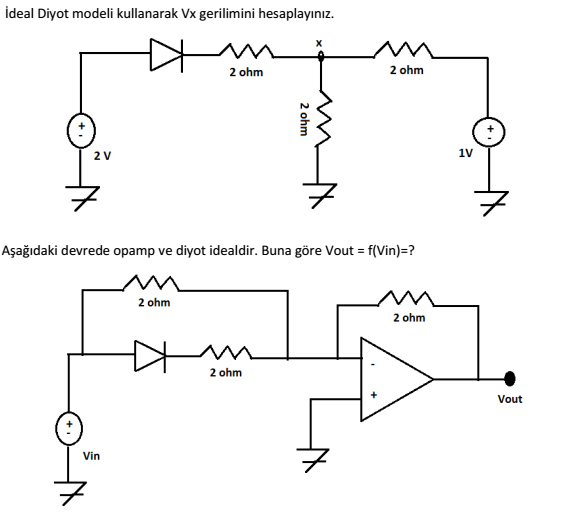 İdeal Diyot modeli kullanarak Vx gerilimini hesaplayınız.
x
2 ohm
2 ohm
2 ohm
+
-
2 V
+
-
1V
Aşağıdaki devrede opamp ve diyot idealdir. Buna göre Vout = f(Vin)=?
2 ohm
2 ohm
2 ohm
-
+
Vout
+
-
Vin